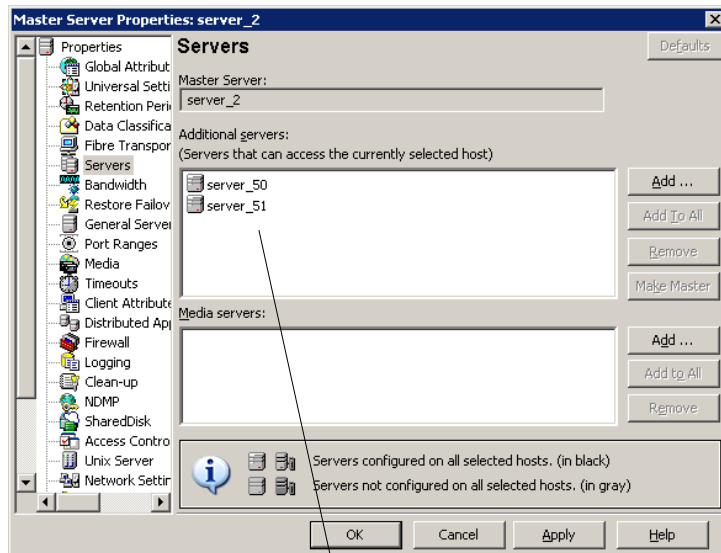 Master Server Properties: server_2
Properties
Global Attribut
Universal Setti
Retention Peri
Data Classifica
Fibre Transpor
Servers
Bandwidth
Restore Failov
General Server
Port Ranges
Media
Timeouts
Client Attribute
Distributed App
Firewall
Logging
Clean-up
NDMP
SharedDisk
Access Contro
Unix Server
Network Settin
Servers
Defaults
Master Server:
server_2
Additional servers:
(Servers that can access the currently selected host)
server_50
server_51
Add ...
Add To All
Remove
Make Master
Media servers:
Add ...
Add to All
Remove
Servers configured on all selected hosts. (in black)
Servers not configured on all selected hosts. (in gray)
OK
Cancel
Apply
Help